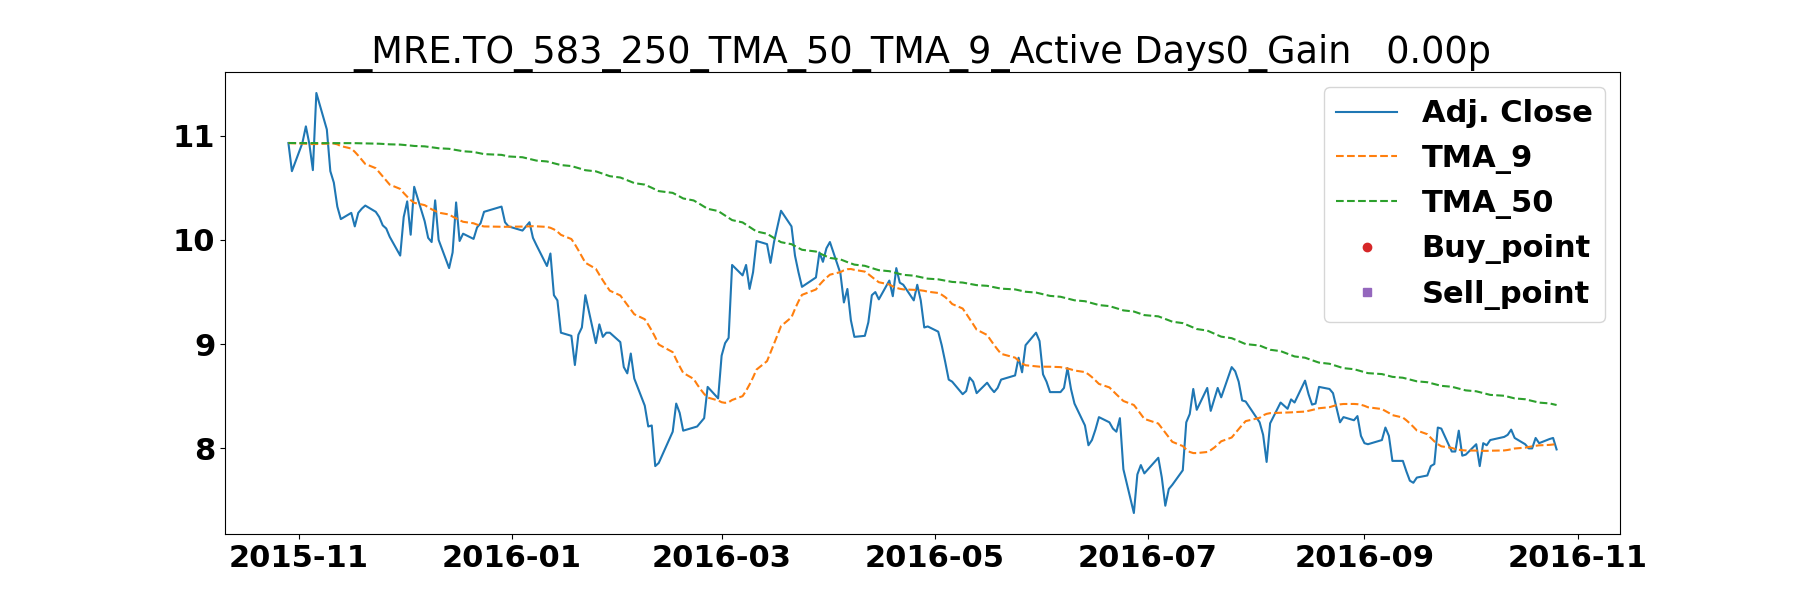 _MRE.TO_583_250_TMA_50_TMA_9_Active Days0_Gain   0.00p
Adj. Close
TMA_9
TMA_50
Buy_point
Sell_point
11
10
9
8
2015-11
2016-01
2016-03
2016-05
2016-07
2016-09
2016-11